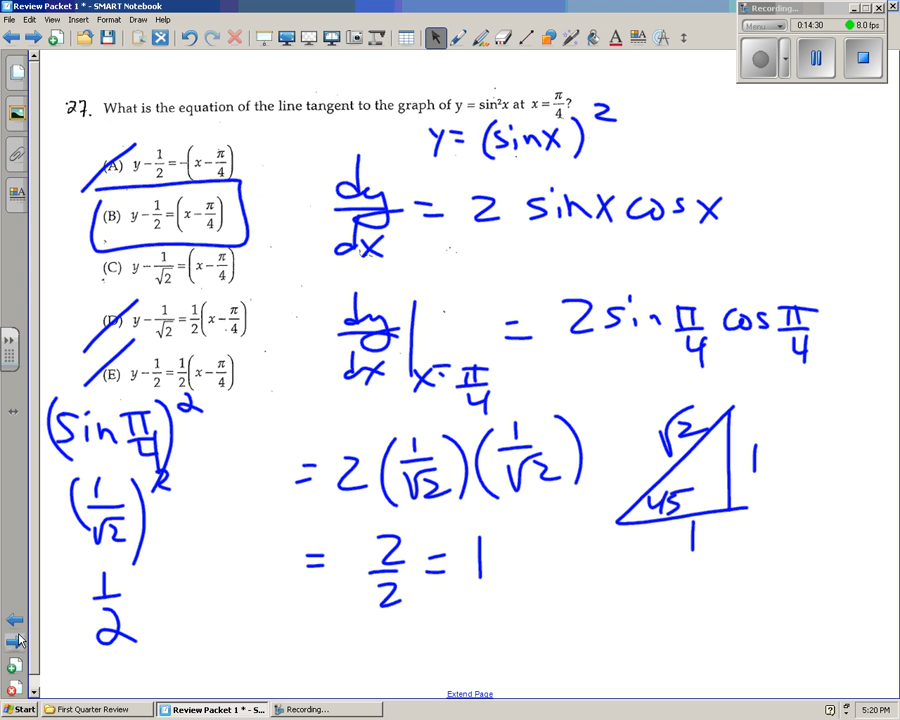 Review Packet 1 * - SMART Notebook
Recording...
File Edit View Insert Format Draw Help
Menu
0:14:30
8.0 fps
27. What is the equation of the line tangent to the graph of y = sin²x at x = π/4?
y = (sin x)²
(A) y - 1/2 = -(x - π/4)
(B) y - 1/2 = (x - π/4)
(C) y - 1/√2 = (x - π/4)
(D) y - 1/√2 = 1/2(x - π/4)
(E) y - 1/2 = 1/2(x - π/4)
dy/dx = 2 sin x cos x
dy/dx | x = π/4 = 2 sin π/4 cos π/4
= 2(1/√2)(1/√2)
= 2/2 = 1
(sin π/4)²
(1/√2)²
1/2
√2
1
45
1
Extend Page
Start
First Quarter Review
Review Packet 1 * - S...
Recording...
5:20 PM